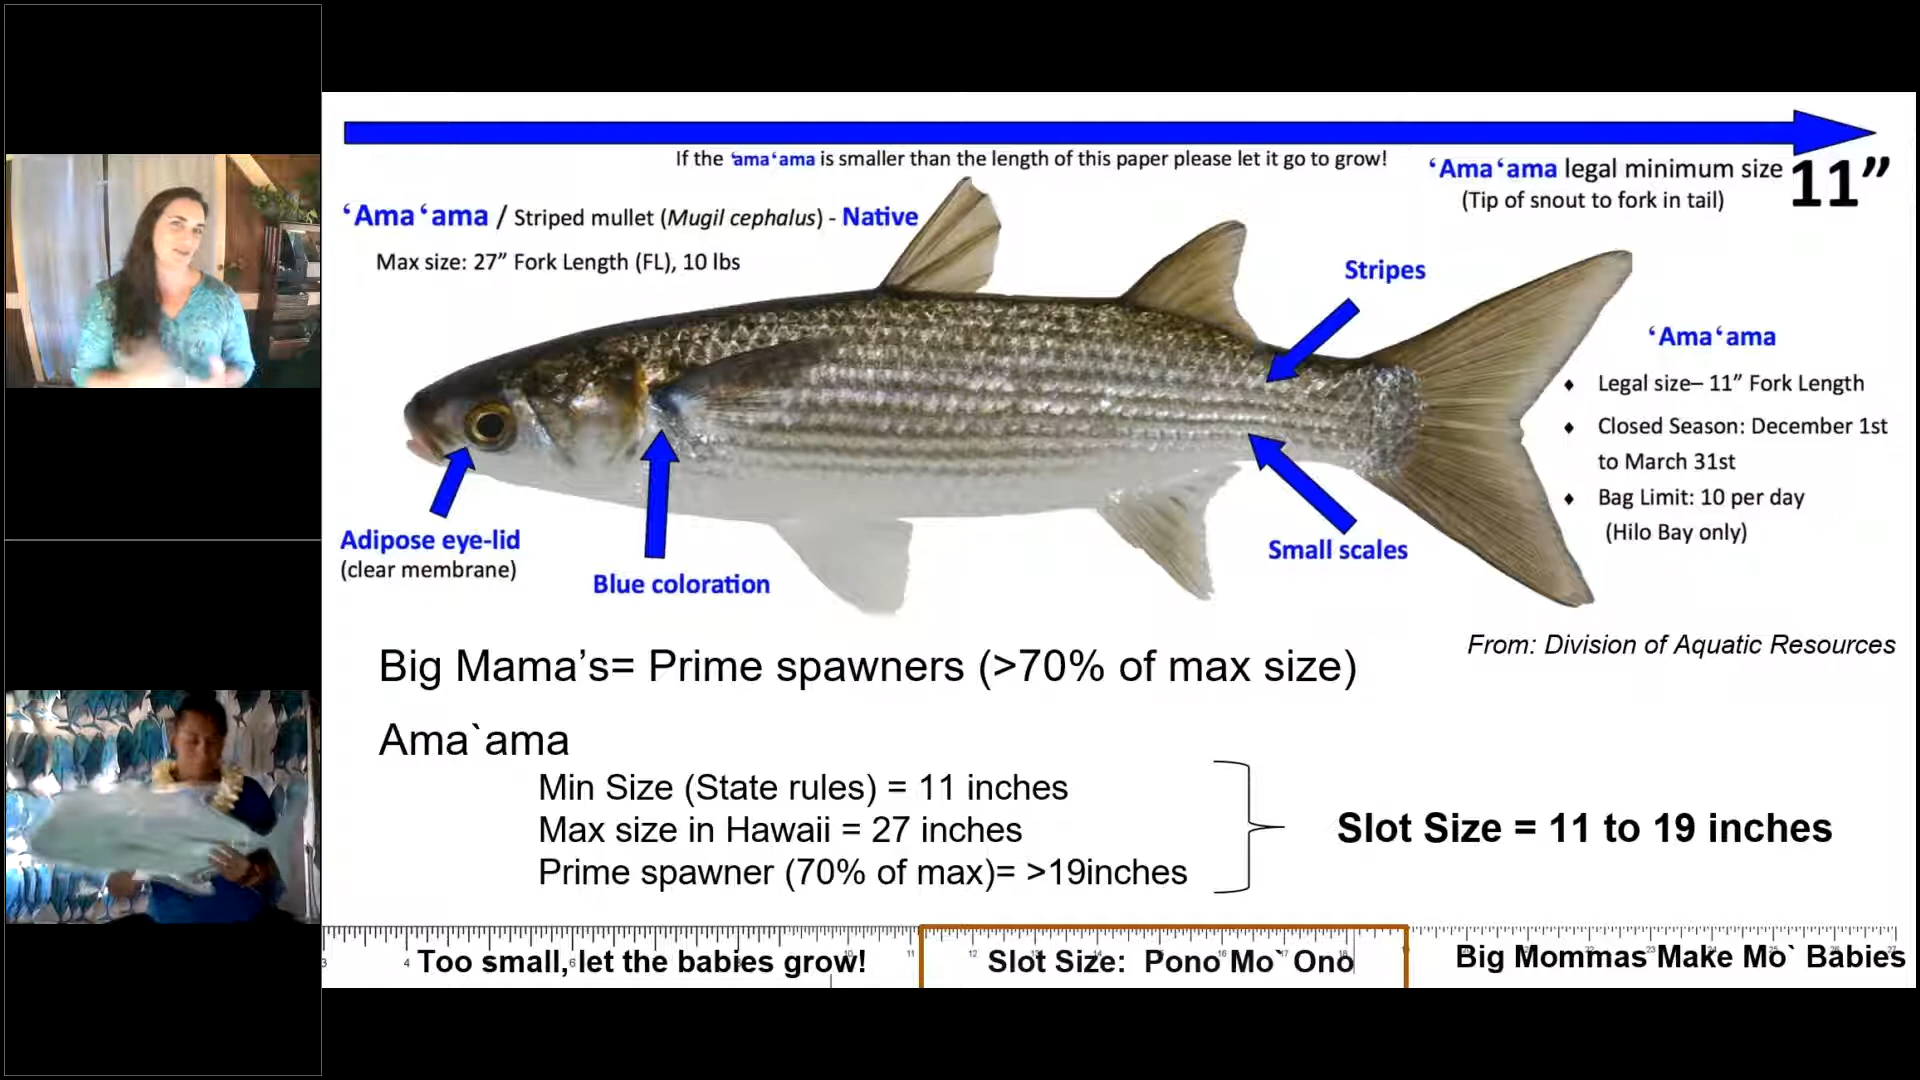 If the ʻamaʻama is smaller than the length of this paper please let it go to grow!
ʻAmaʻama legal minimum size 11”
(Tip of snout to fork in tail)
ʻAmaʻama / Striped mullet (Mugil cephalus) - Native
Max size: 27” Fork Length (FL), 10 lbs
Stripes
ʻAmaʻama
♦ Legal size– 11” Fork Length
♦ Closed Season: December 1st
to March 31st
♦ Bag Limit: 10 per day
(Hilo Bay only)
Adipose eye-lid
(clear membrane)
Blue coloration
Small scales
From: Division of Aquatic Resources
Big Mama’s= Prime spawners (>70% of max size)
Ama`ama
Min Size (State rules) = 11 inches
Max size in Hawaii = 27 inches
Prime spawner (70% of max)= >19inches
Slot Size = 11 to 19 inches
Too small, let the babies grow!
Slot Size: Pono Mo` Ono
Big Mommas Make Mo` Babies